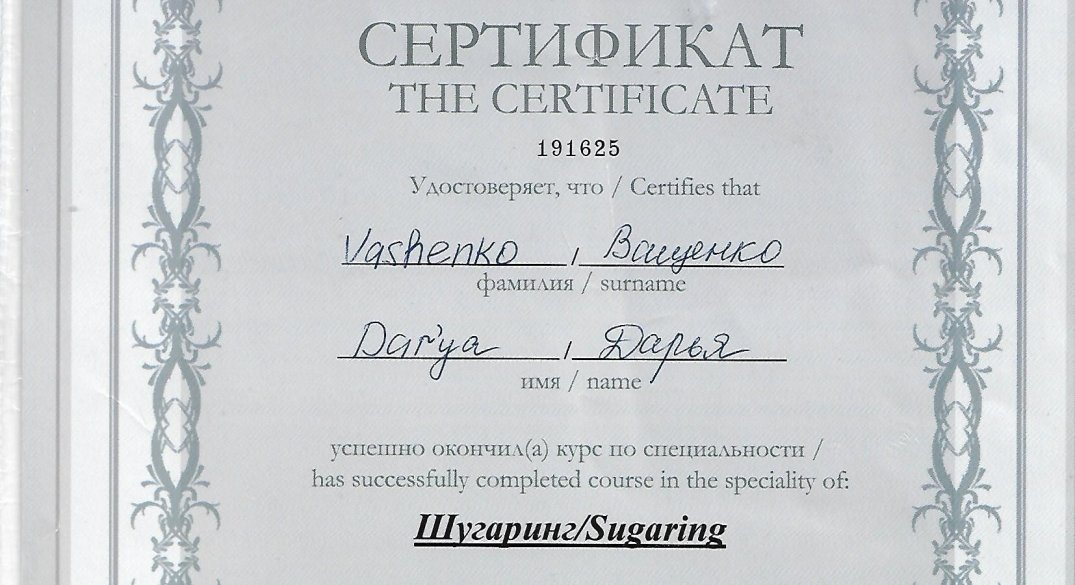 СЕРТИФИКАТ
THE CERTIFICATE
191625
Удостоверяет, что / Certifies that
Vashenko / Ващенко
фамилия / surname
Dar'ya / Дарья
имя / name
успешно окончил(а) курс по специальности /
has successfully completed course in the speciality of:
Шугаринг/Sugaring